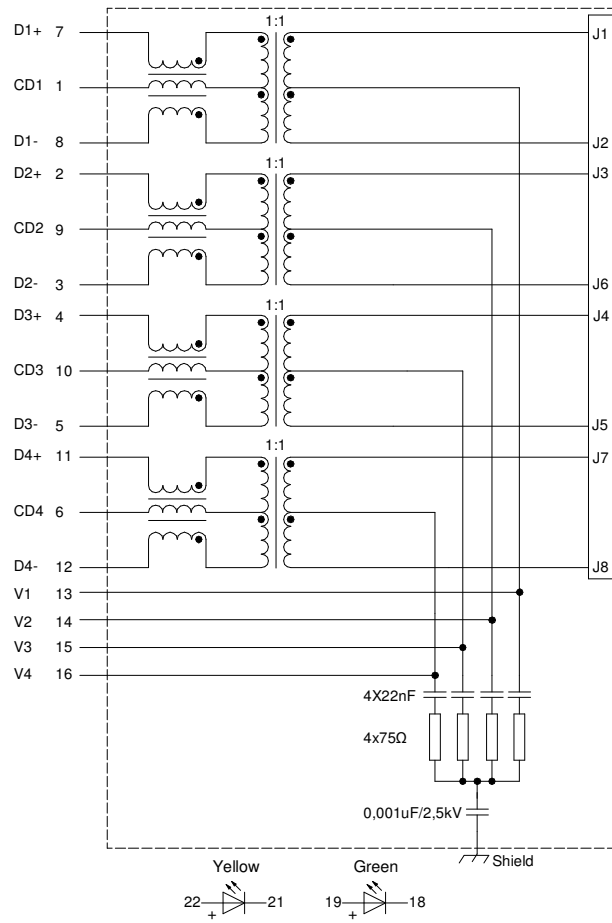 1:1
D1+ 7 J1
CD1 1
D1- 8 J2
D2+ 2 1:1 J3
CD2 9
D2- 3 J6
1:1
D3+ 4 J4
CD3 10
D3- 5 J5
1:1
D4+ 11 J7
CD4 6
D4- 12 J8
V1 13
V2 14
V3 15
V4 16
4X22nF
4x75Ω
0,001uF/2,5kV
Shield
Yellow Green
22 + 21 19 + 18